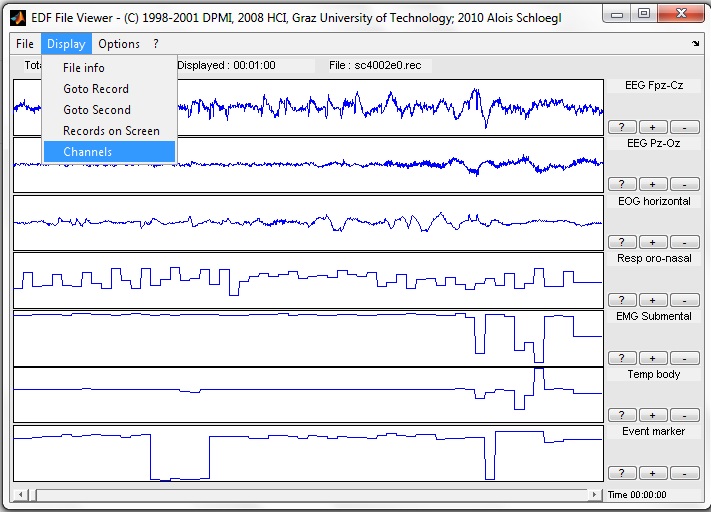 EDF File Viewer - (C) 1998-2001 DPMI, 2008 HCI, Graz University of Technology; 2010 Alois Schloegl
File Display Options ?
Displayed : 00:01:00 File : sc4002e0.rec
File info
Goto Record
Goto Second
Records on Screen
Channels
EEG Fpz-Cz
? + -
EEG Pz-Oz
? + -
EOG horizontal
? + -
Resp oro-nasal
? + -
EMG Submental
? + -
Temp body
? + -
Event marker
? + -
Time 00:00:00